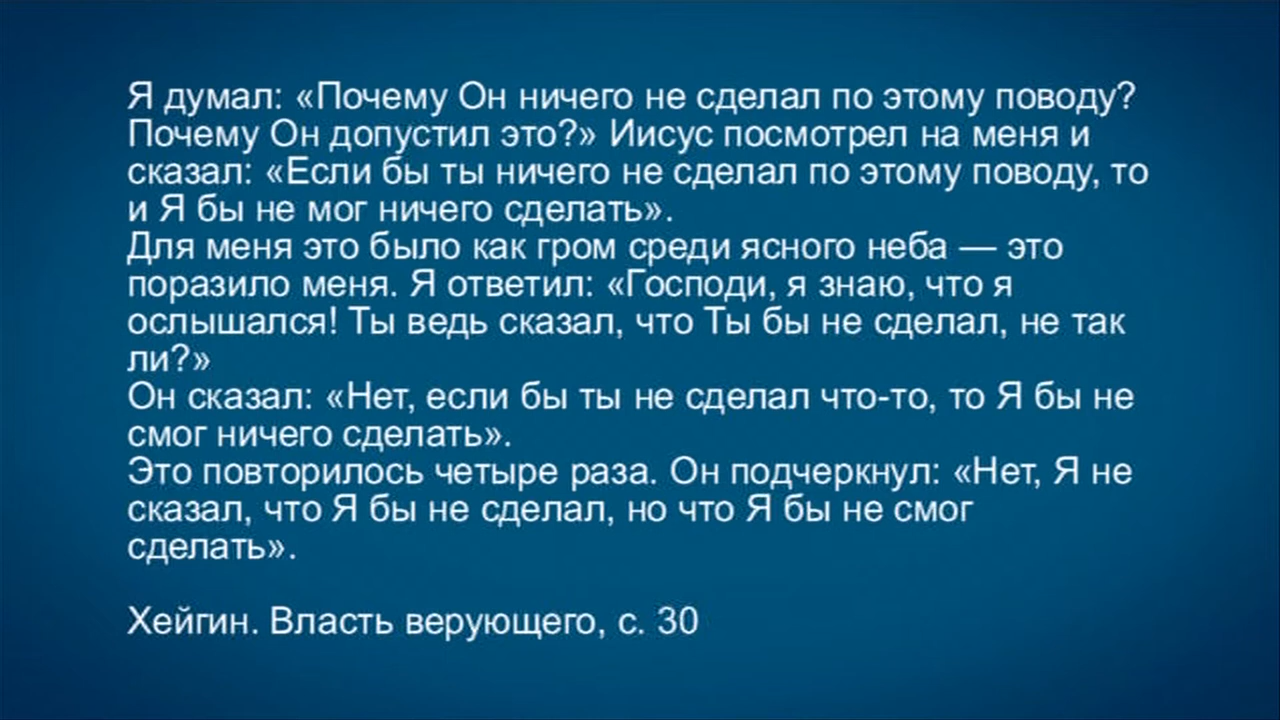 Я думал: «Почему Он ничего не сделал по этому поводу?
Почему Он допустил это?» Иисус посмотрел на меня и
сказал: «Если бы ты ничего не сделал по этому поводу, то
и Я бы не мог ничего сделать».
Для меня это было как гром среди ясного неба — это
поразило меня. Я ответил: «Господи, я знаю, что я
ослышался! Ты ведь сказал, что Ты бы не сделал, не так
ли?»
Он сказал: «Нет, если бы ты не сделал что-то, то Я бы не
смог ничего сделать».
Это повторилось четыре раза. Он подчеркнул: «Нет, Я не
сказал, что Я бы не сделал, но что Я бы не смог
сделать».
Хейгин. Власть верующего, с. 30